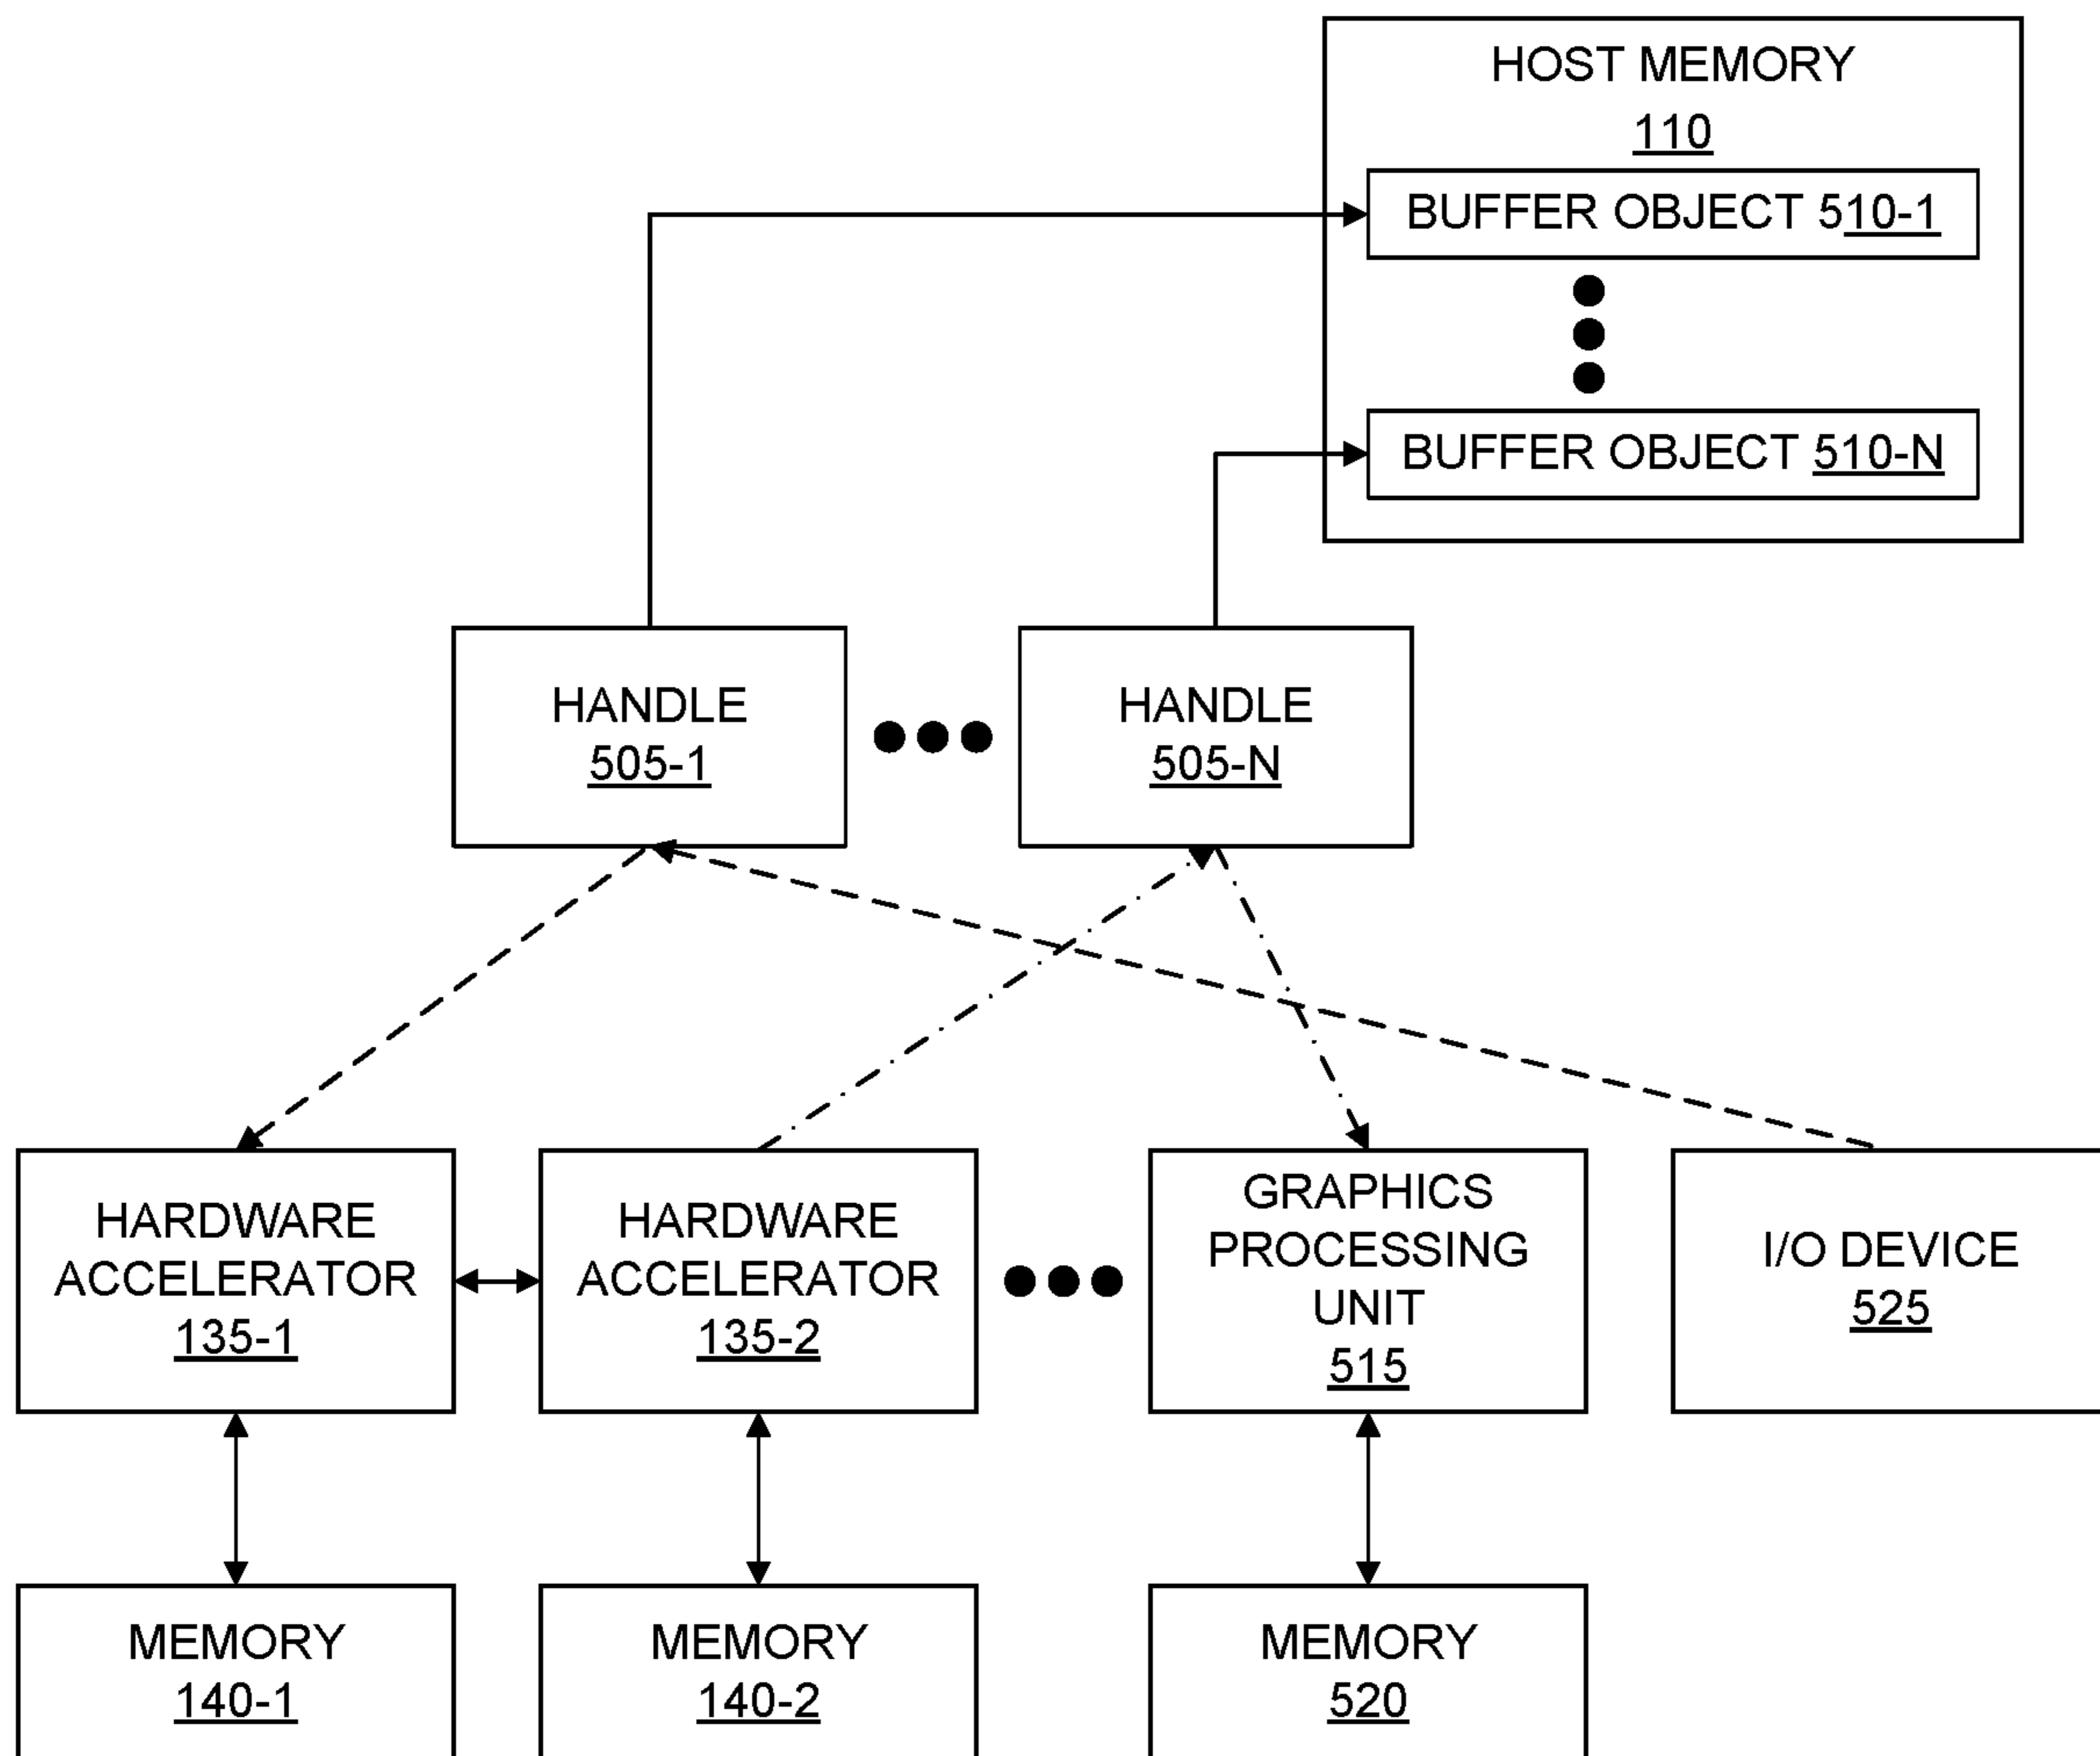 HOST MEMORY
110
BUFFER OBJECT 510-1
BUFFER OBJECT 510-N
HANDLE
505-1
HANDLE
505-N
HARDWARE
ACCELERATOR
135-1
HARDWARE
ACCELERATOR
135-2
GRAPHICS
PROCESSING
UNIT
515
I/O DEVICE
525
MEMORY
140-1
MEMORY
140-2
MEMORY
520